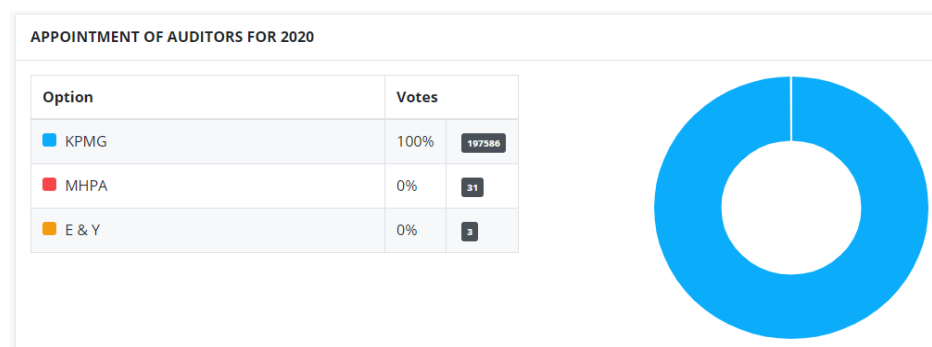 APPOINTMENT OF AUDITORS FOR 2020
Option Votes
KPMG 100% 197586
MHPA 0% 31
E & Y 0% 3